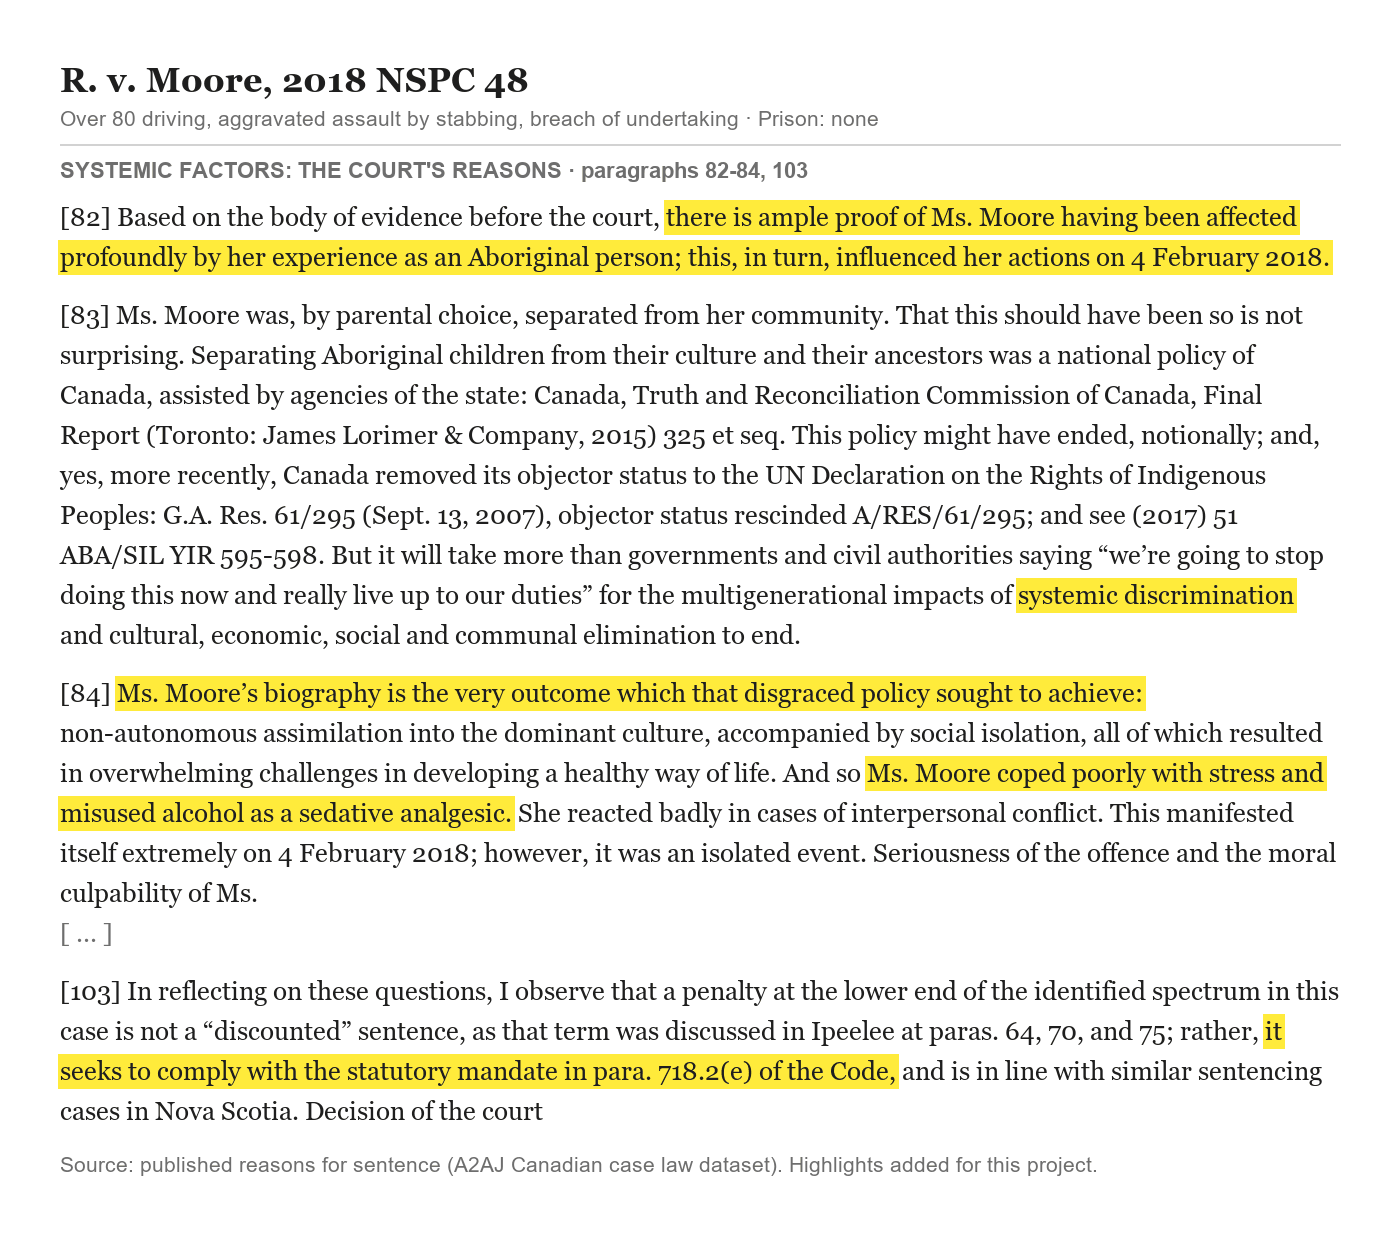 R. v. Moore, 2018 NSPC 48
Over 80 driving, aggravated assault by stabbing, breach of undertaking · Prison: none
SYSTEMIC FACTORS: THE COURT'S REASONS · paragraphs 82-84, 103
[82] Based on the body of evidence before the court, there is ample proof of Ms. Moore having been affected
profoundly by her experience as an Aboriginal person; this, in turn, influenced her actions on 4 February 2018.
[83] Ms. Moore was, by parental choice, separated from her community. That this should have been so is not
surprising. Separating Aboriginal children from their culture and their ancestors was a national policy of
Canada, assisted by agencies of the state: Canada, Truth and Reconciliation Commission of Canada, Final
Report (Toronto: James Lorimer & Company, 2015) 325 et seq. This policy might have ended, notionally; and,
yes, more recently, Canada removed its objector status to the UN Declaration on the Rights of Indigenous
Peoples: G.A. Res. 61/295 (Sept. 13, 2007), objector status rescinded A/RES/61/295; and see (2017) 51
ABA/SIL YIR 595-598. But it will take more than governments and civil authorities saying “we’re going to stop
doing this now and really live up to our duties” for the multigenerational impacts of systemic discrimination
and cultural, economic, social and communal elimination to end.
[84] Ms. Moore’s biography is the very outcome which that disgraced policy sought to achieve:
non-autonomous assimilation into the dominant culture, accompanied by social isolation, all of which resulted
in overwhelming challenges in developing a healthy way of life. And so Ms. Moore coped poorly with stress and
misused alcohol as a sedative analgesic. She reacted badly in cases of interpersonal conflict. This manifested
itself extremely on 4 February 2018; however, it was an isolated event. Seriousness of the offence and the moral
culpability of Ms.
[ ... ]
[103] In reflecting on these questions, I observe that a penalty at the lower end of the identified spectrum in this
case is not a “discounted” sentence, as that term was discussed in Ipeelee at paras. 64, 70, and 75; rather, it
seeks to comply with the statutory mandate in para. 718.2(e) of the Code, and is in line with similar sentencing
cases in Nova Scotia. Decision of the court
Source: published reasons for sentence (A2AJ Canadian case law dataset). Highlights added for this project.